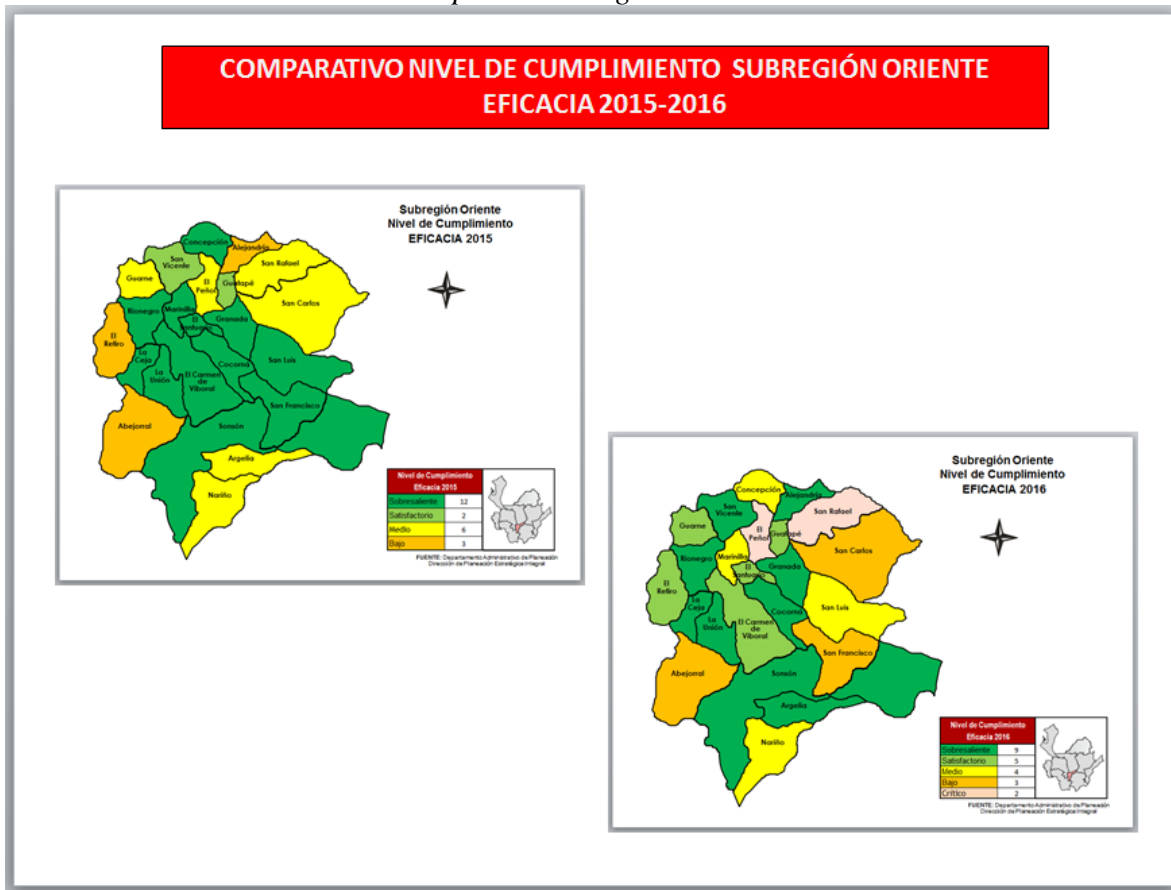 COMPARATIVO NIVEL DE CUMPLIMIENTO SUBREGIÓN ORIENTE
EFICACIA 2015-2016
Subregión Oriente
Nivel de Cumplimiento
EFICACIA 2015
Concepción
Alejandría
San
Vicente
San Rafael
Guarne
El
Peñol
Guatapé
San Carlos
Rionegro
Marinilla
El
Santuario
Granada
El
Retiro
La
Ceja
La
Unión
El Carmen
de
Viboral
Cocorná
San Luis
San Francisco
Abejorral
Sonsón
Argelia
Nariño
Nivel de Cumplimiento
Eficacia 2015
Sobresaliente 12
Satisfactorio 2
Medio 6
Bajo 3
FUENTE: Departamento Administrativo de Planeación
Dirección de Planeación Estratégica Integral
Subregión Oriente
Nivel de Cumplimiento
EFICACIA 2016
Concepción
Alejandría
San
Vicente
San Rafael
Guarne
El
Peñol
Guatapé
San Carlos
Rionegro
Marinilla
El
Santuario
Granada
El
Retiro
La
Ceja
La
Unión
El Carmen
de
Viboral
Cocorná
San Luis
San Francisco
Abejorral
Sonsón
Argelia
Nariño
Nivel de Cumplimiento
Eficacia 2016
Sobresaliente 9
Satisfactorio 5
Medio 4
Bajo 3
Crítico 2
FUENTE: Departamento Administrativo de Planeación
Dirección de Planeación Estratégica Integral